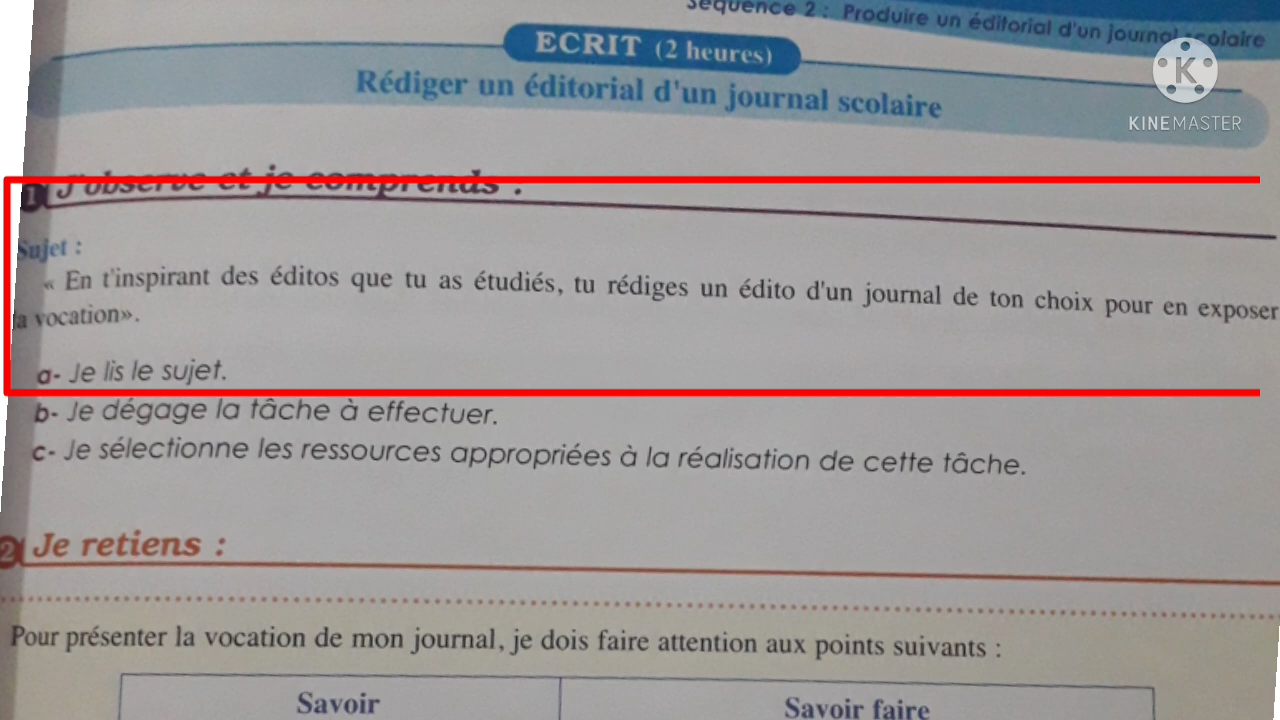 Séquence 2 : Produire un éditorial d'un journal scolaire
ECRIT (2 heures)
Rédiger un éditorial d'un journal scolaire
KINEMASTER
1 J'observe et je comprends :
Sujet :
« En t'inspirant des éditos que tu as étudiés, tu rédiges un édito d'un journal de ton choix pour en exposer
la vocation».
a- Je lis le sujet.
b- Je dégage la tâche à effectuer.
c- Je sélectionne les ressources appropriées à la réalisation de cette tâche.
2 Je retiens :
Pour présenter la vocation de mon journal, je dois faire attention aux points suivants :
Savoir Savoir faire